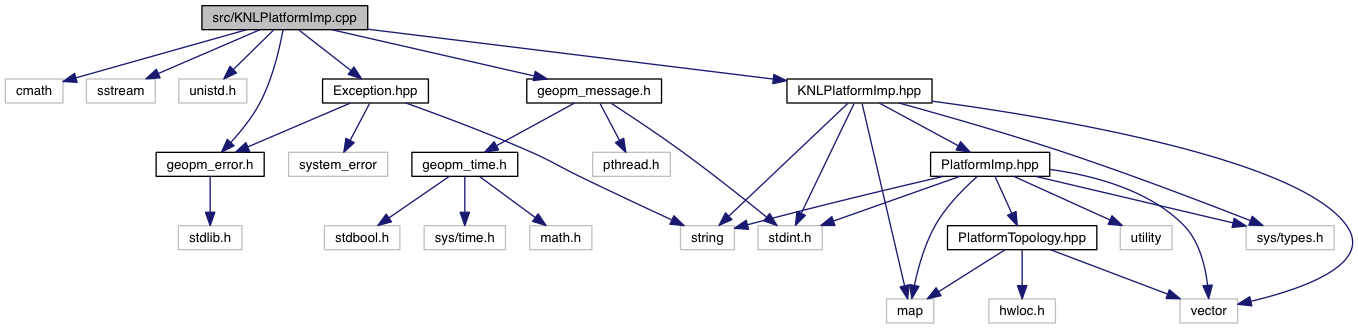 src/KNLPlatformImp.cpp
cmath
sstream
unistd.h
Exception.hpp
geopm_message.h
KNLPlatformImp.hpp
geopm_error.h
system_error
geopm_time.h
pthread.h
PlatformImp.hpp
stdlib.h
stdbool.h
sys/time.h
math.h
string
stdint.h
PlatformTopology.hpp
utility
sys/types.h
map
hwloc.h
vector